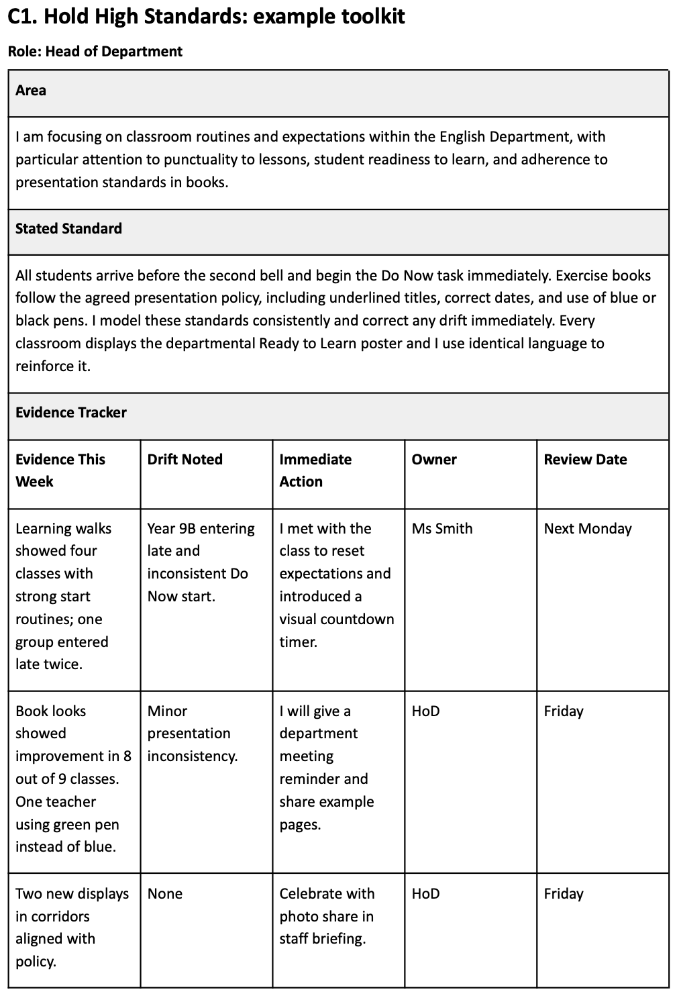 C1. Hold High Standards: example toolkit
Role: Head of Department
Area
I am focusing on classroom routines and expectations within the English Department, with
particular attention to punctuality to lessons, student readiness to learn, and adherence to
presentation standards in books.
Stated Standard
All students arrive before the second bell and begin the Do Now task immediately. Exercise books
follow the agreed presentation policy, including underlined titles, correct dates, and use of blue or
black pens. I model these standards consistently and correct any drift immediately. Every
classroom displays the departmental Ready to Learn poster and I use identical language to
reinforce it.
Evidence Tracker
Evidence This
Week
Drift Noted
Immediate
Action
Owner
Review Date
Learning walks
showed four
classes with
strong start
routines; one
group entered
late twice.
Year 9B entering
late and
inconsistent Do
Now start.
I met with the
class to reset
expectations and
introduced a
visual countdown
timer.
Ms Smith
Next Monday
Book looks
showed
improvement in 8
out of 9 classes.
One teacher
using green pen
instead of blue.
Minor
presentation
inconsistency.
I will give a
department
meeting
reminder and
share example
pages.
HoD
Friday
Two new displays
in corridors
aligned with
policy.
None
Celebrate with
photo share in
staff briefing.
HoD
Friday